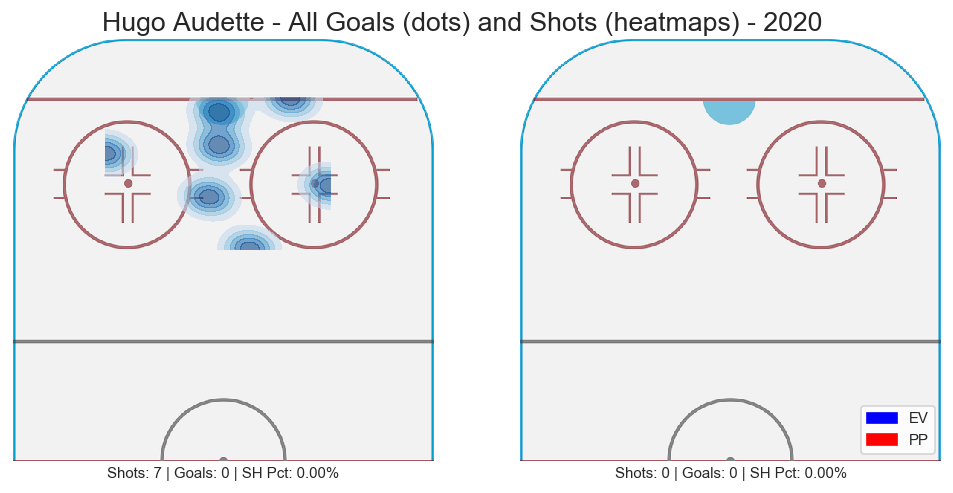 Hugo Audette - All Goals (dots) and Shots (heatmaps) - 2020
EV
PP
Shots: 7 | Goals: 0 | SH Pct: 0.00%
Shots: 0 | Goals: 0 | SH Pct: 0.00%